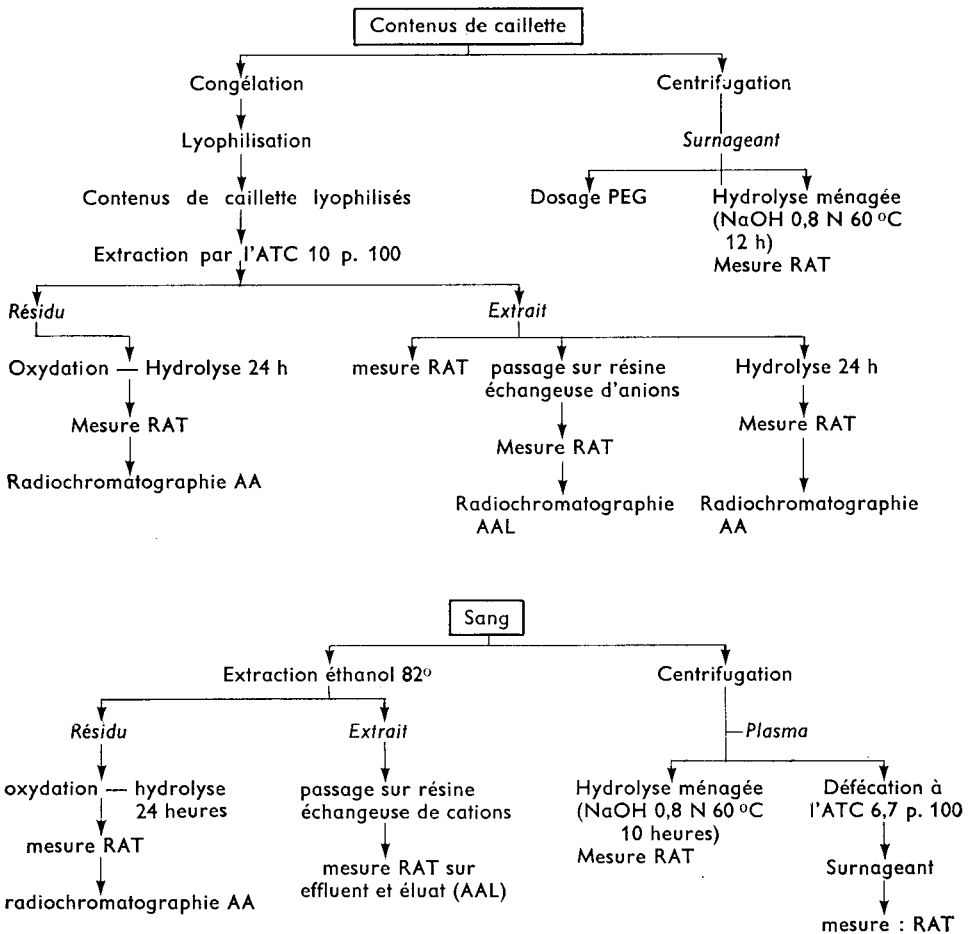 Contenus de caillette
Congélation
Centrifugation
Lyophilisation
Surnageant
Contenus de caillette lyophilisés
Dosage PEG
Hydrolyse ménagée
(NaOH 0,8 N 60 ºC
12 h)
Mesure RAT
Extraction par l'ATC 10 p. 100
Résidu
Extrait
Oxydation — Hydrolyse 24 h
Mesure RAT
Radiochromatographie AA
mesure RAT
passage sur résine
échangeuse d'anions
Mesure RAT
Radiochromatographie
AAL
Hydrolyse 24 h
Mesure RAT
Radiochromatographie
AA
Sang
Extraction éthanol 82º
Centrifugation
Résidu
Extrait
Plasma
oxydation — hydrolyse
24 heures
mesure RAT
radiochromatographie AA
passage sur résine
échangeuse de cations
mesure RAT sur
effluent et éluat (AAL)
Hydrolyse ménagée
(NaOH 0,8 N 60 ºC
10 heures)
Mesure RAT
Défécation à
l'ATC 6,7 p. 100
Surnageant
mesure : RAT